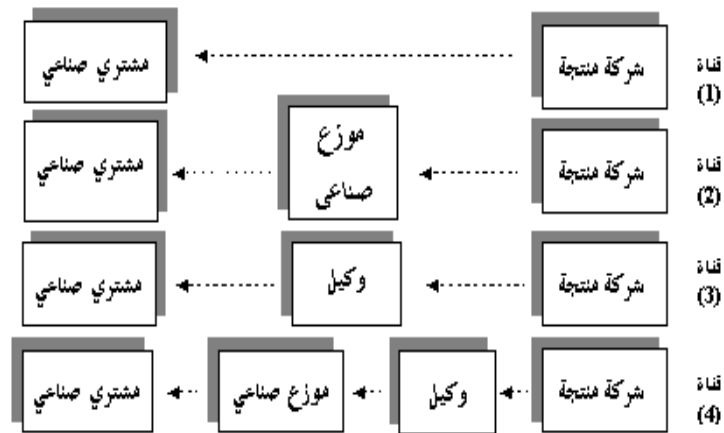 قناة
(1)
شركة منتجة
مشتري صناعي
قناة
(2)
شركة منتجة
موزع
صناعى
مشتري صناعي
قناة
(3)
شركة منتجة
وكيل
مشتري صناعي
قناة
(4)
شركة منتجة
وكيل
موزع صناعي
مشتري صناعي